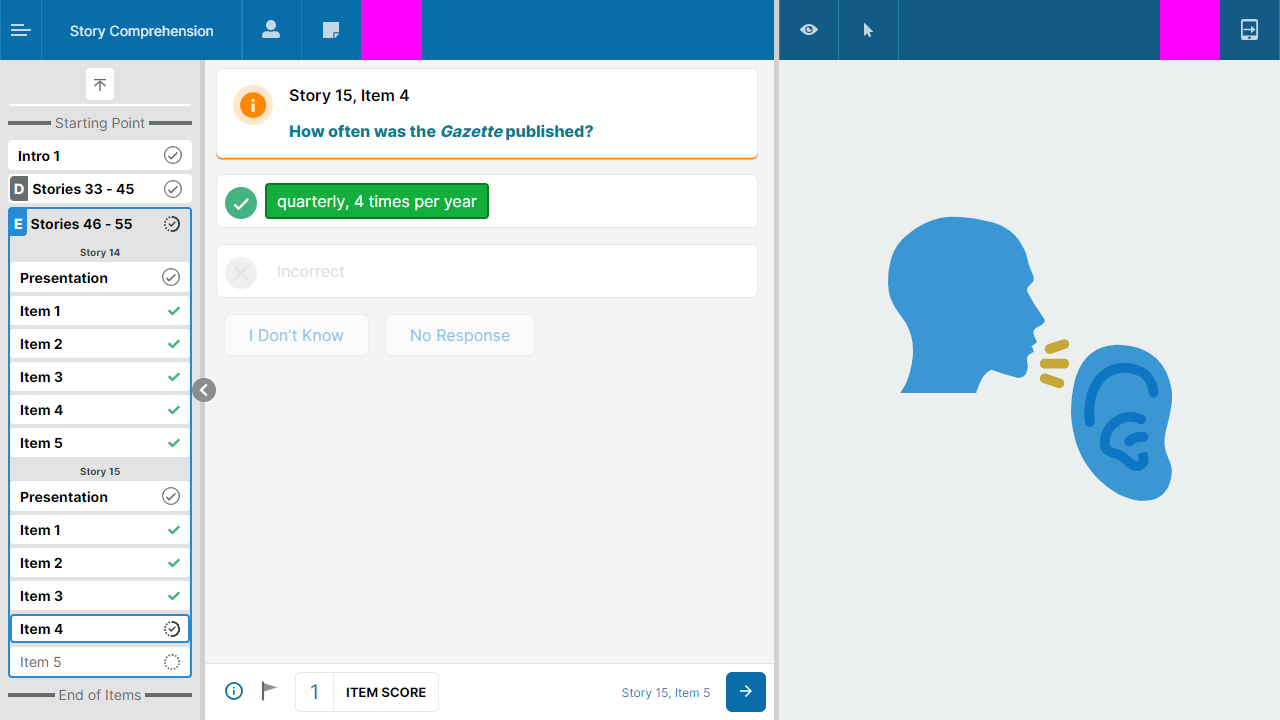 Story Comprehension
Starting Point
Intro 1
D Stories 33 - 45
E Stories 46 - 55
Story 14
Presentation
Item 1
Item 2
Item 3
Item 4
Item 5
Story 15
Presentation
Item 1
Item 2
Item 3
Item 4
Item 5
End of Items
Story 15, Item 4
How often was the Gazette published?
quarterly, 4 times per year
Incorrect
I Don't Know
No Response
1 ITEM SCORE
Story 15, Item 5